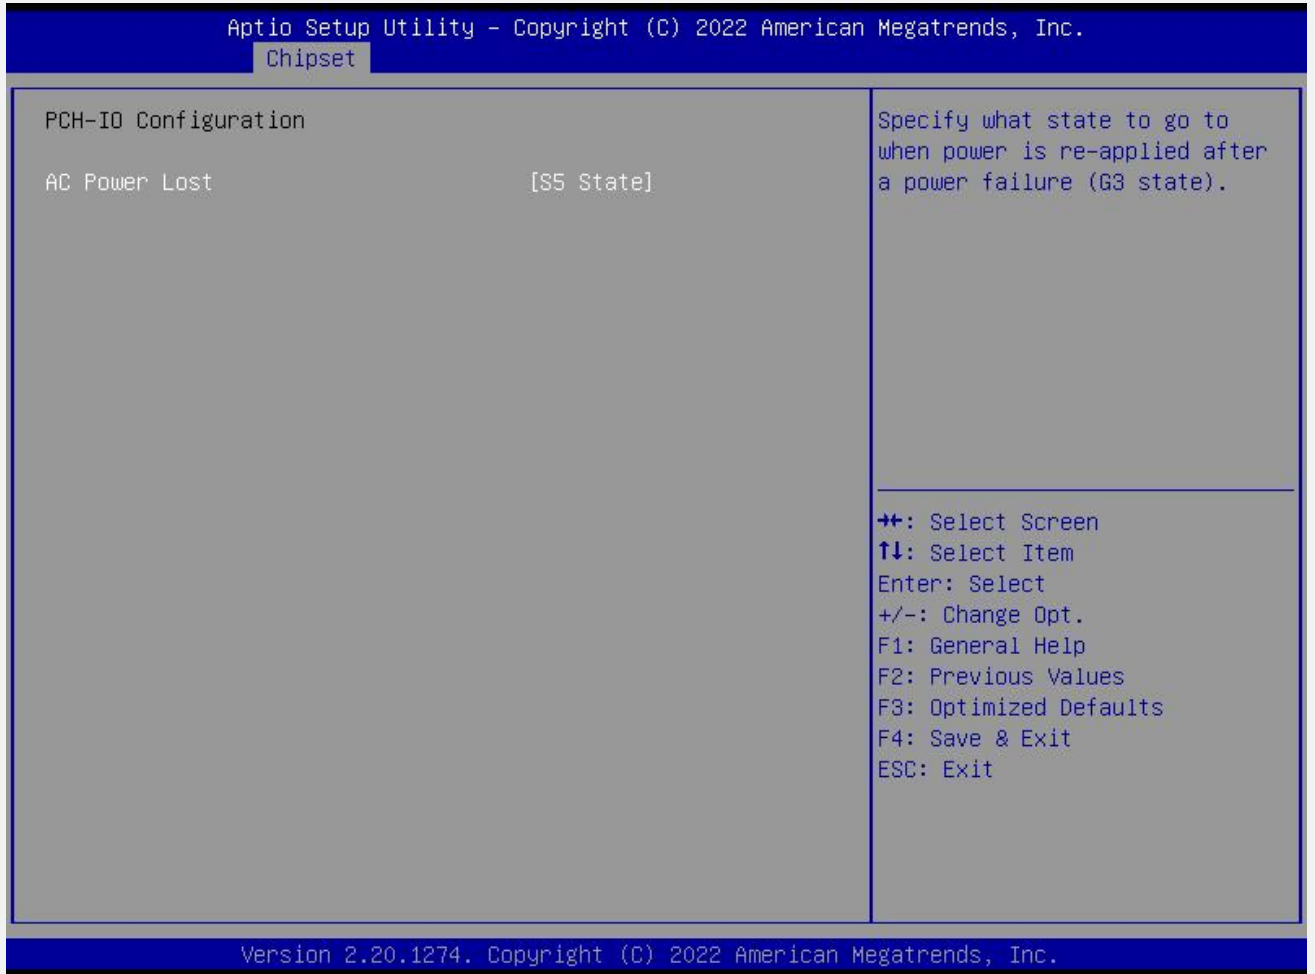 Aptio Setup Utility – Copyright (C) 2022 American Megatrends, Inc.
Chipset
PCH-IO Configuration
AC Power Lost [S5 State]
Specify what state to go to
when power is re-applied after
a power failure (G3 state).
→←: Select Screen
↑↓: Select Item
Enter: Select
+/-: Change Opt.
F1: General Help
F2: Previous Values
F3: Optimized Defaults
F4: Save & Exit
ESC: Exit
Version 2.20.1274. Copyright (C) 2022 American Megatrends, Inc.